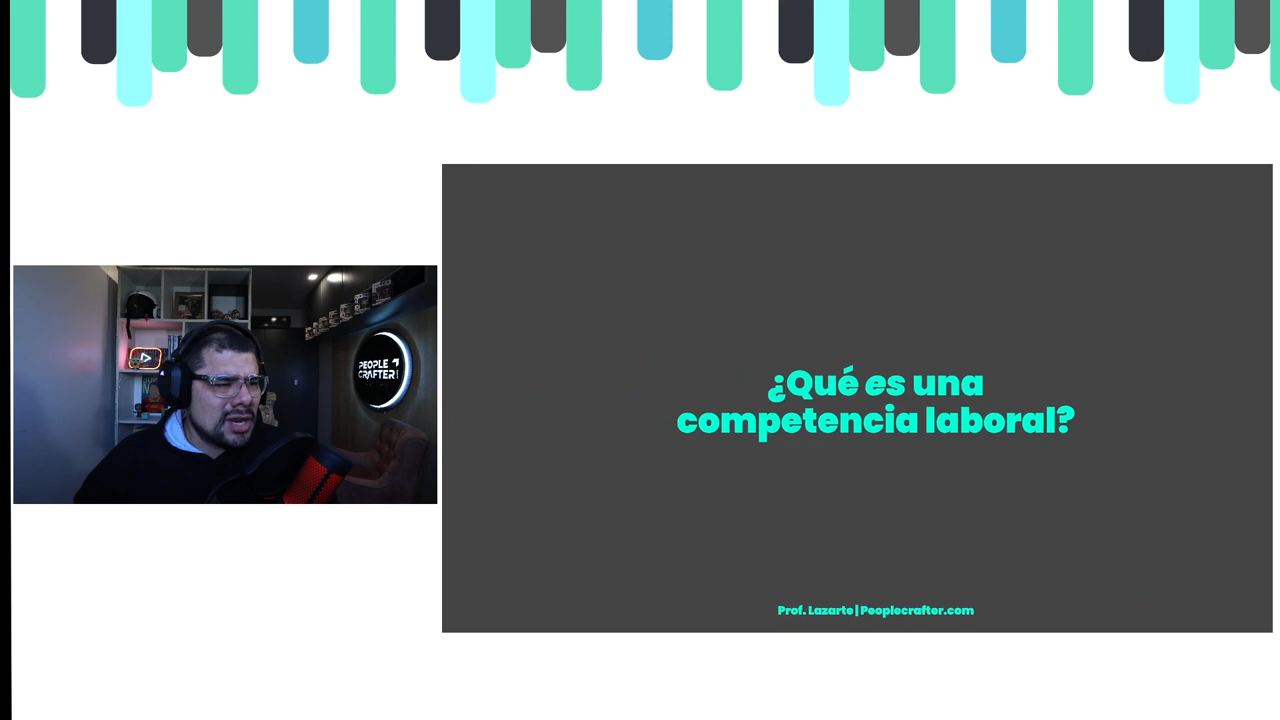 PEOPLE
CRAFTER!
¿Qué es una
competencia laboral?
Prof. Lazarte | Peoplecrafter.com